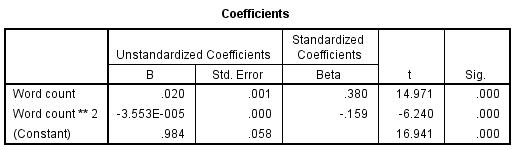 Coefficients
Unstandardized Coefficients Standardized Coefficients
B Std. Error Beta t Sig.
Word count .020 .001 .380 14.971 .000
Word count ** 2 -3.553E-005 .000 -.159 -6.240 .000
(Constant) .984 .058 16.941 .000